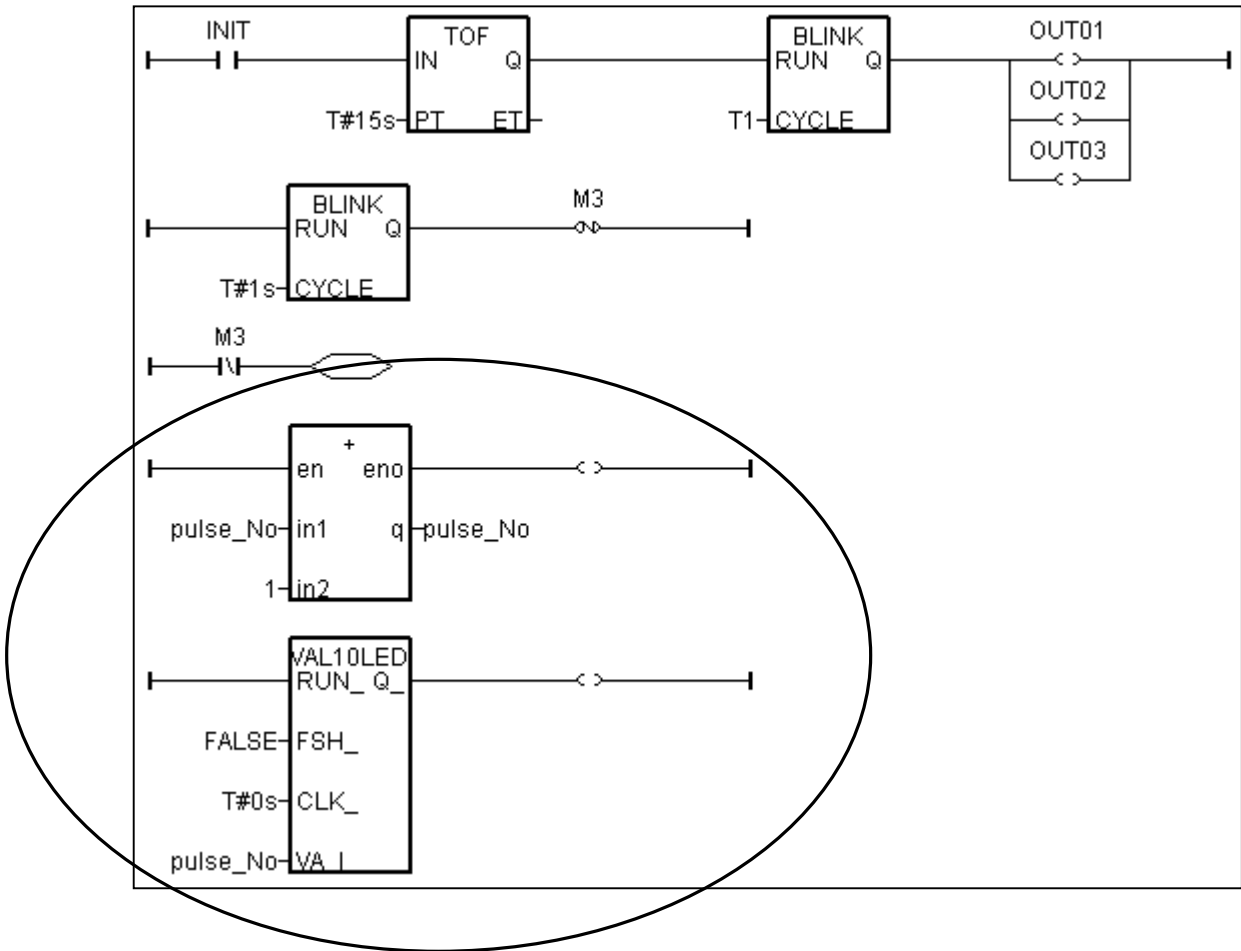 INIT
TOF
IN Q
T#15s PT ET
BLINK
RUN Q
T1 CYCLE
OUT01
OUT02
OUT03
BLINK
RUN Q
T#1s CYCLE
M3
M3
+
en eno
pulse_No in1 q pulse_No
1 in2
VAL10LED
RUN_ Q_
FALSE FSH_
T#0s CLK_
pulse_No VA_